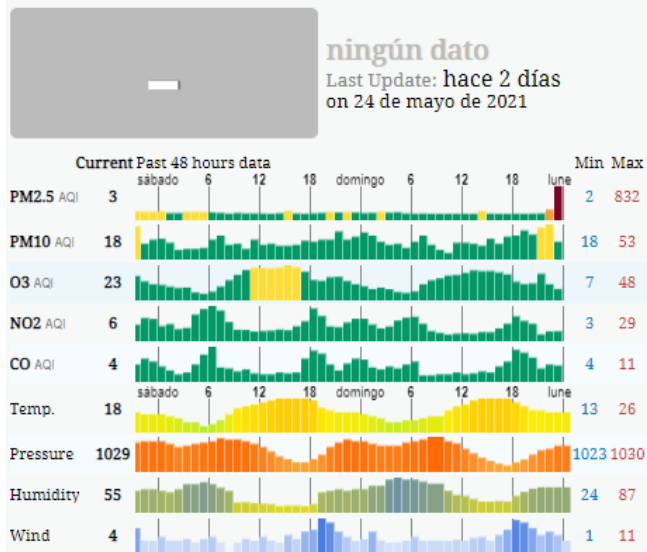 -
ningún dato
Last Update: hace 2 días
on 24 de mayo de 2021
Current Past 48 hours data Min Max
sábado 6 12 18 domingo 6 12 18 lune
PM2.5 AQI 3 2 832
PM10 AQI 18 18 53
O3 AQI 23 7 48
NO2 AQI 6 3 29
CO AQI 4 4 11
sábado 6 12 18 domingo 6 12 18 lune
Temp. 18 13 26
Pressure 1029 1023 1030
Humidity 55 24 87
Wind 4 1 11